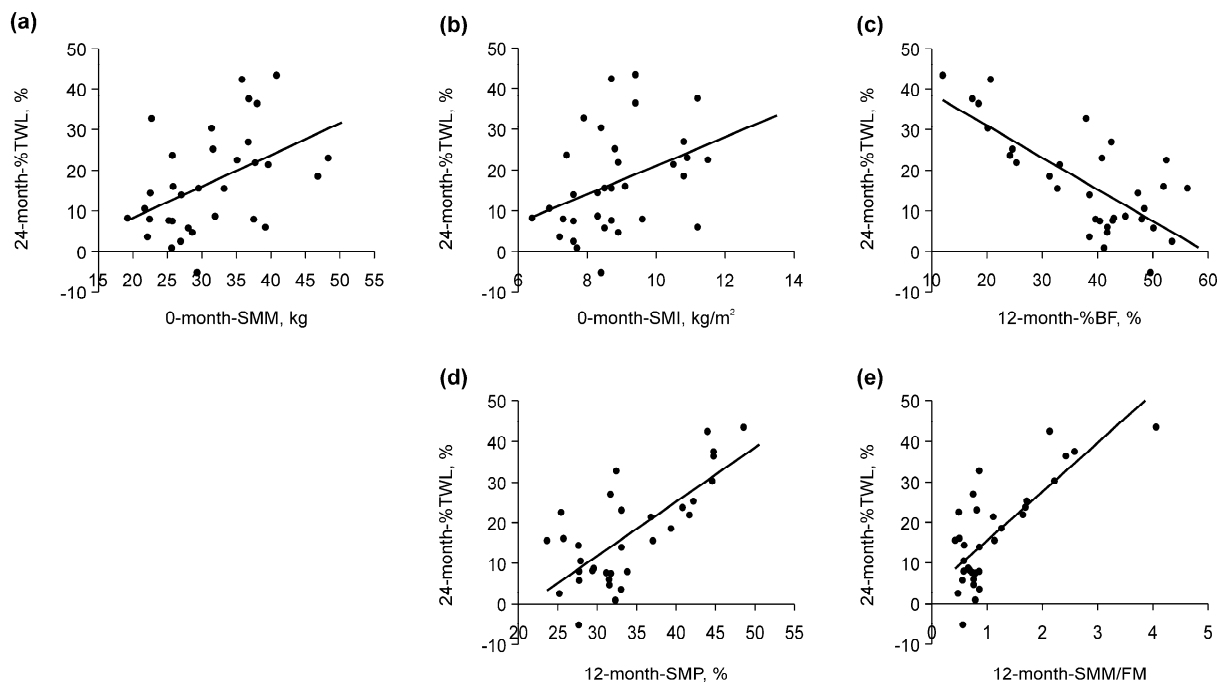 (a)
50
40
30
20
10
0
-10
24-month-%TWL, %
15 20 25 30 35 40 45 50 55
0-month-SMM, kg
(b)
50
40
30
20
10
0
-10
24-month-%TWL, %
6 8 10 12 14
0-month-SMI, kg/m²
(c)
50
40
30
20
10
0
-10
24-month-%TWL, %
10 20 30 40 50 60
12-month-%BF, %
(d)
50
40
30
20
10
0
-10
24-month-%TWL, %
20 25 30 35 40 45 50 55
12-month-SMP, %
(e)
50
40
30
20
10
0
-10
24-month-%TWL, %
0 1 2 3 4 5
12-month-SMM/FM